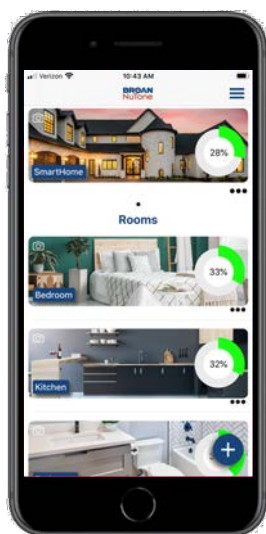 Verizon
10:43 AM
BROAN
NuTone
28%
SmartHome
Rooms
33%
Bedroom
32%
Kitchen
+